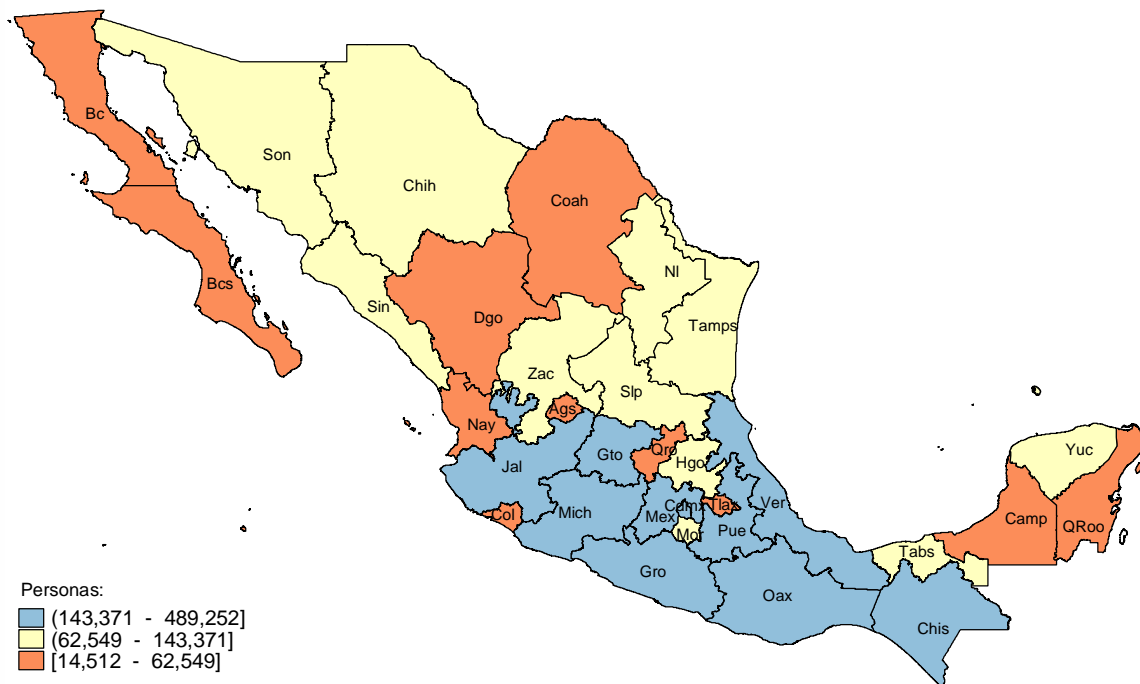 Bc
Son
Chih
Coah
Nl
Bcs
Sin
Dgo
Tamps
Zac
Slp
Ags
Nay
Yuc
Gto
Qro
Hgo
Jal
Col
Mich
Mex
Cdmx
Tlax
Ver
Camp
QRoo
Mor
Pue
Tabs
Gro
Oax
Chis
Personas:
(143,371 - 489,252]
(62,549 - 143,371]
[14,512 - 62,549]